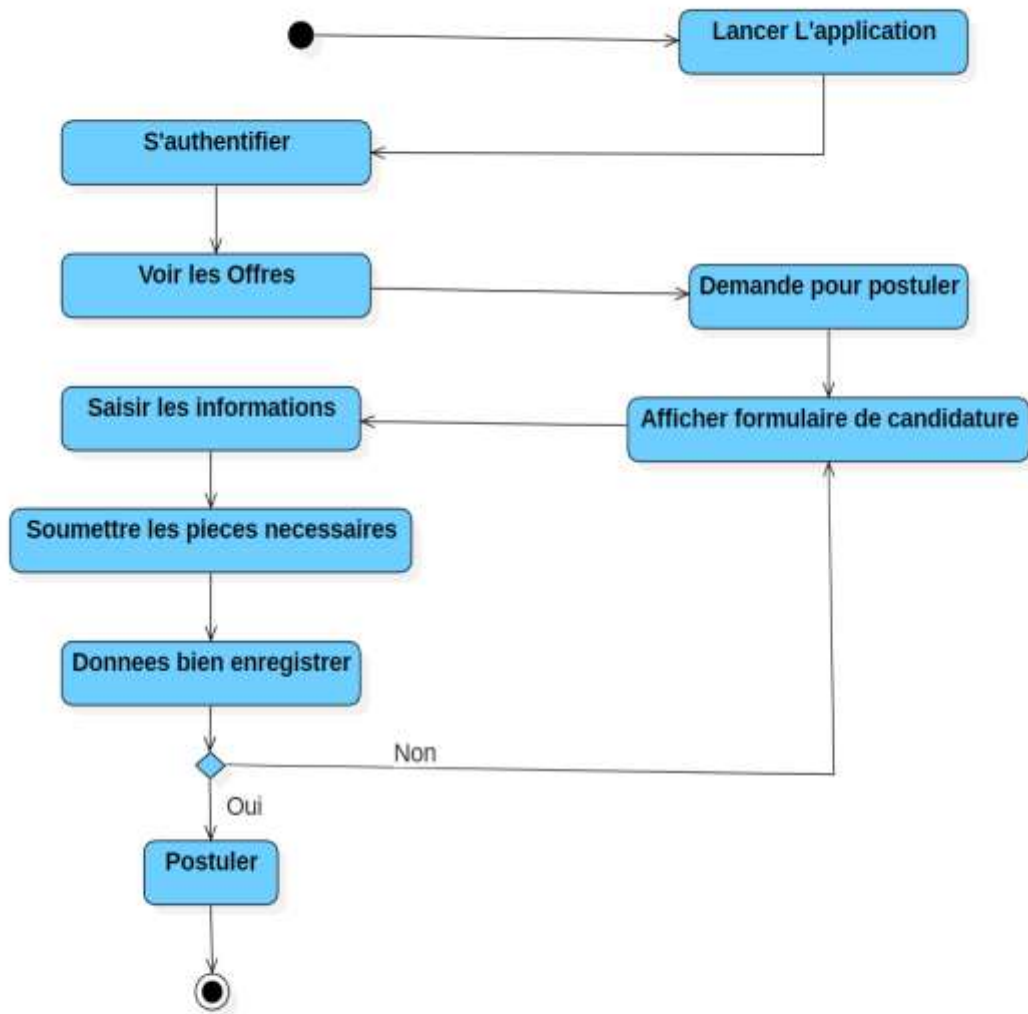 Lancer L'application
S'authentifier
Voir les Offres
Demande pour postuler
Saisir les informations
Afficher formulaire de candidature
Soumettre les pieces necessaires
Donnees bien enregistrer
Non
Oui
Postuler